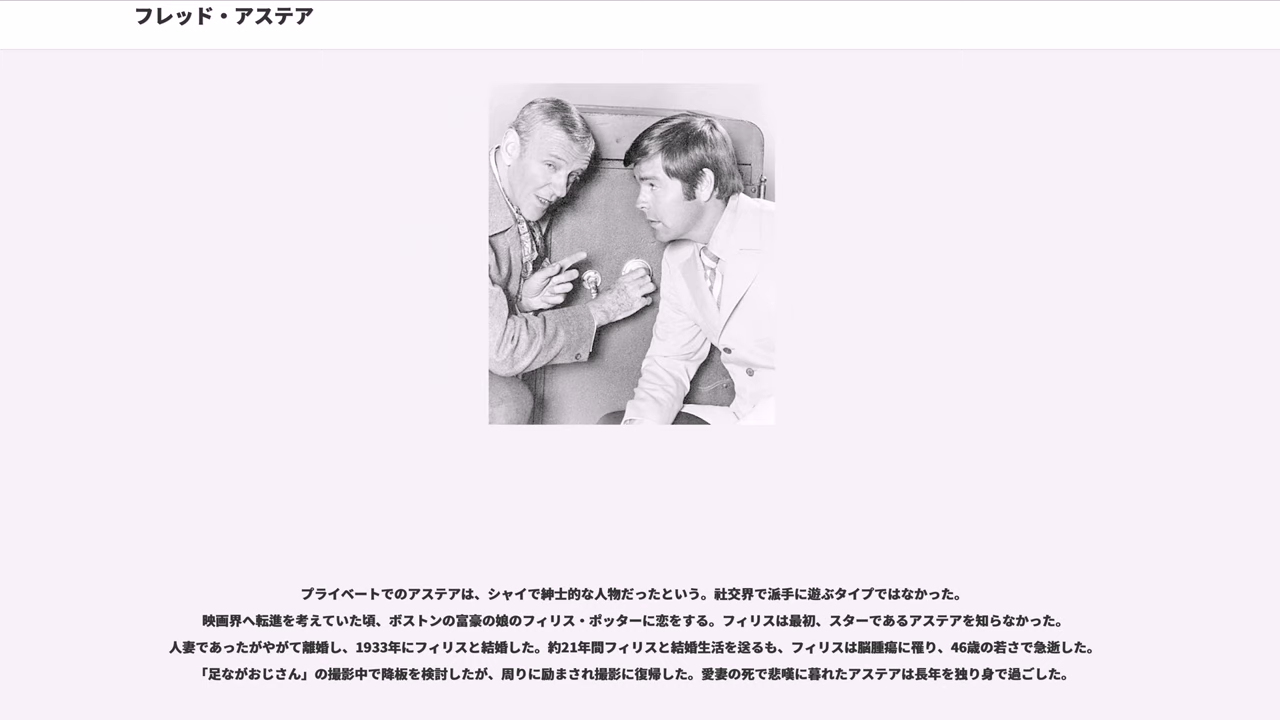 フレッド・アステア
プライベートでのアステアは、シャイで紳士的な人物だったという。社交界で派手に遊ぶタイプではなかった。
映画界へ転進を考えていた頃、ボストンの富豪の娘のフィリス・ポッターに恋をする。フィリスは最初、スターであるアステアを知らなかった。
人妻であったがやがて離婚し、1933年にフィリスと結婚した。約21年間フィリスと結婚生活を送るも、フィリスは脳腫瘍に罹り、46歳の若さで急逝した。
「足ながおじさん」の撮影中で降板を検討したが、周りに励まされ撮影に復帰した。愛妻の死で悲嘆に暮れたアステアは長年を独り身で過ごした。